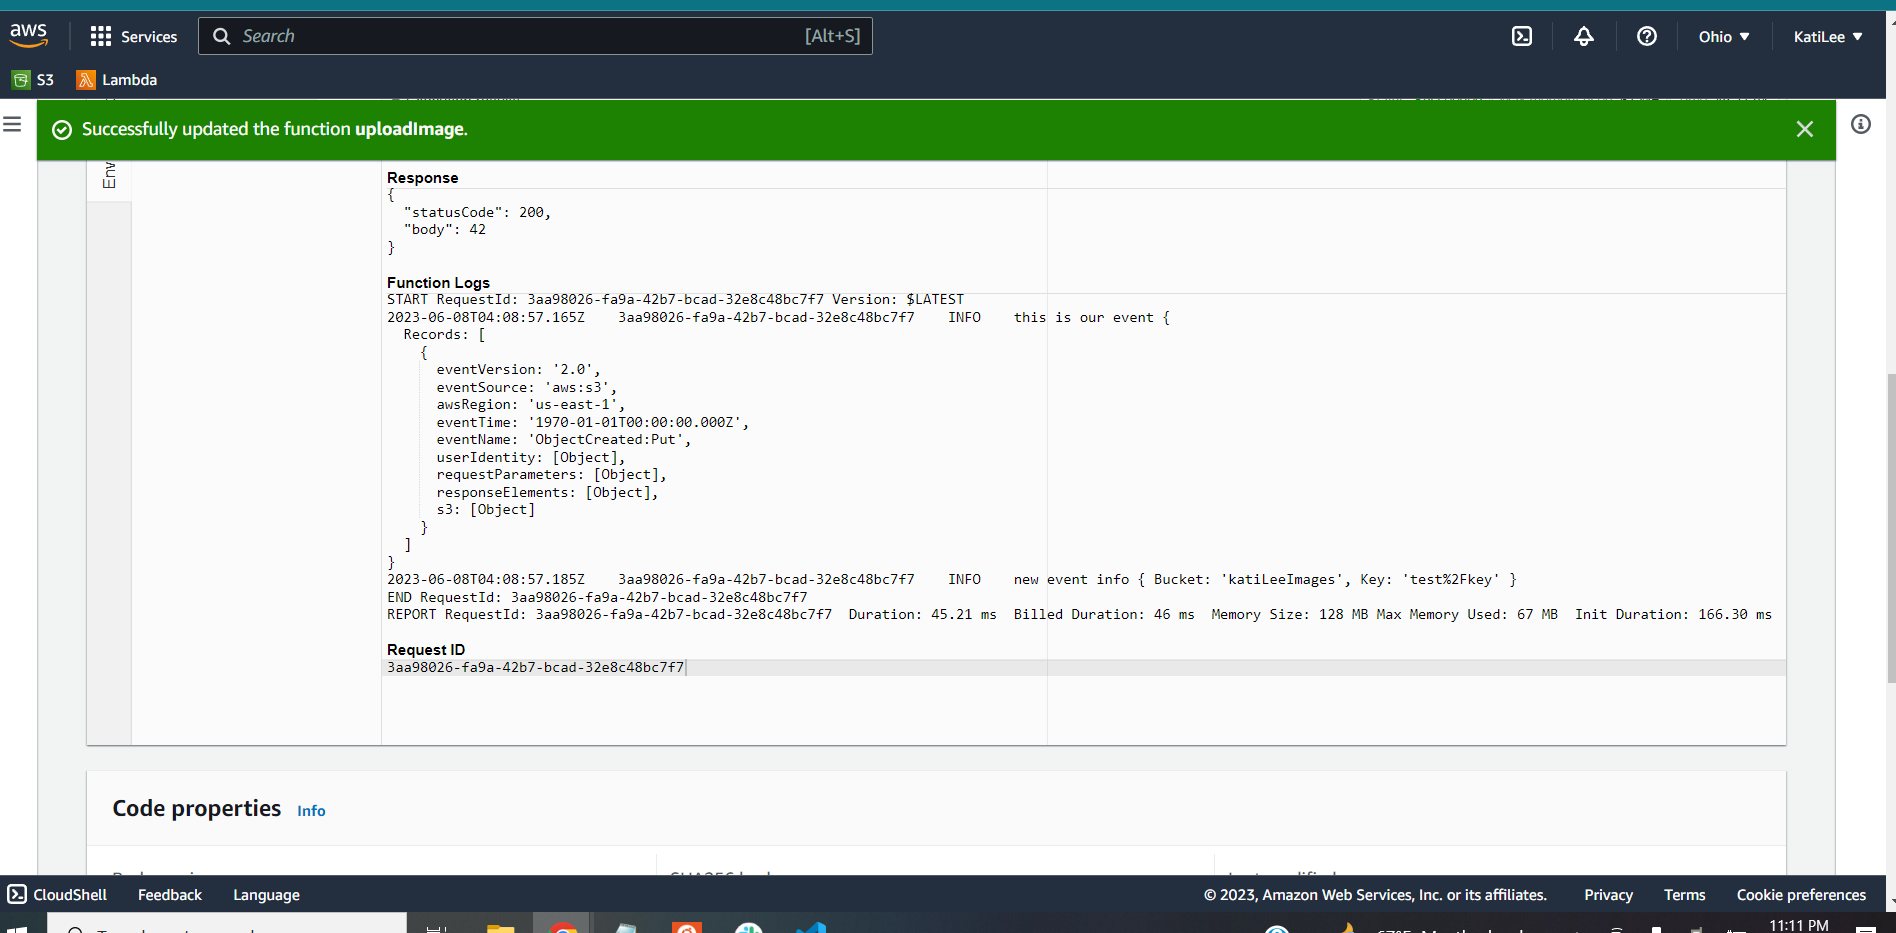 aws Services Search [Alt+S] Ohio ▼ KatiLee ▼
S3 Lambda
Successfully updated the function uploadImage.
Env
Response
{
"statusCode": 200,
"body": 42
}
Function Logs
START RequestId: 3aa98026-fa9a-42b7-bcad-32e8c48bc7f7 Version: $LATEST
2023-06-08T04:08:57.165Z 3aa98026-fa9a-42b7-bcad-32e8c48bc7f7 INFO this is our event {
Records: [
{
eventVersion: '2.0',
eventSource: 'aws:s3',
awsRegion: 'us-east-1',
eventTime: '1970-01-01T00:00:00.000Z',
eventName: 'ObjectCreated:Put',
userIdentity: [Object],
requestParameters: [Object],
responseElements: [Object],
s3: [Object]
}
]
}
2023-06-08T04:08:57.185Z 3aa98026-fa9a-42b7-bcad-32e8c48bc7f7 INFO new event info { Bucket: 'katiLeeImages', Key: 'test%2Fkey' }
END RequestId: 3aa98026-fa9a-42b7-bcad-32e8c48bc7f7
REPORT RequestId: 3aa98026-fa9a-42b7-bcad-32e8c48bc7f7 Duration: 45.21 ms Billed Duration: 46 ms Memory Size: 128 MB Max Memory Used: 67 MB Init Duration: 166.30 ms
Request ID
3aa98026-fa9a-42b7-bcad-32e8c48bc7f7
Code properties Info
CloudShell Feedback Language © 2023, Amazon Web Services, Inc. or its affiliates. Privacy Terms Cookie preferences
11:11 PM